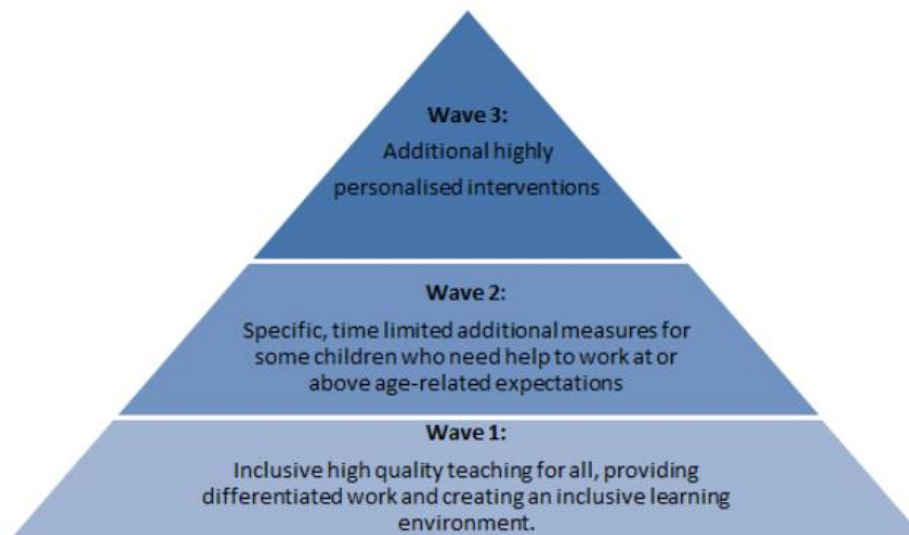 Wave 3:
Additional highly
personalised interventions
Wave 2:
Specific, time limited additional measures for
some children who need help to work at or
above age-related expectations
Wave 1:
Inclusive high quality teaching for all, providing
differentiated work and creating an inclusive learning
environment.